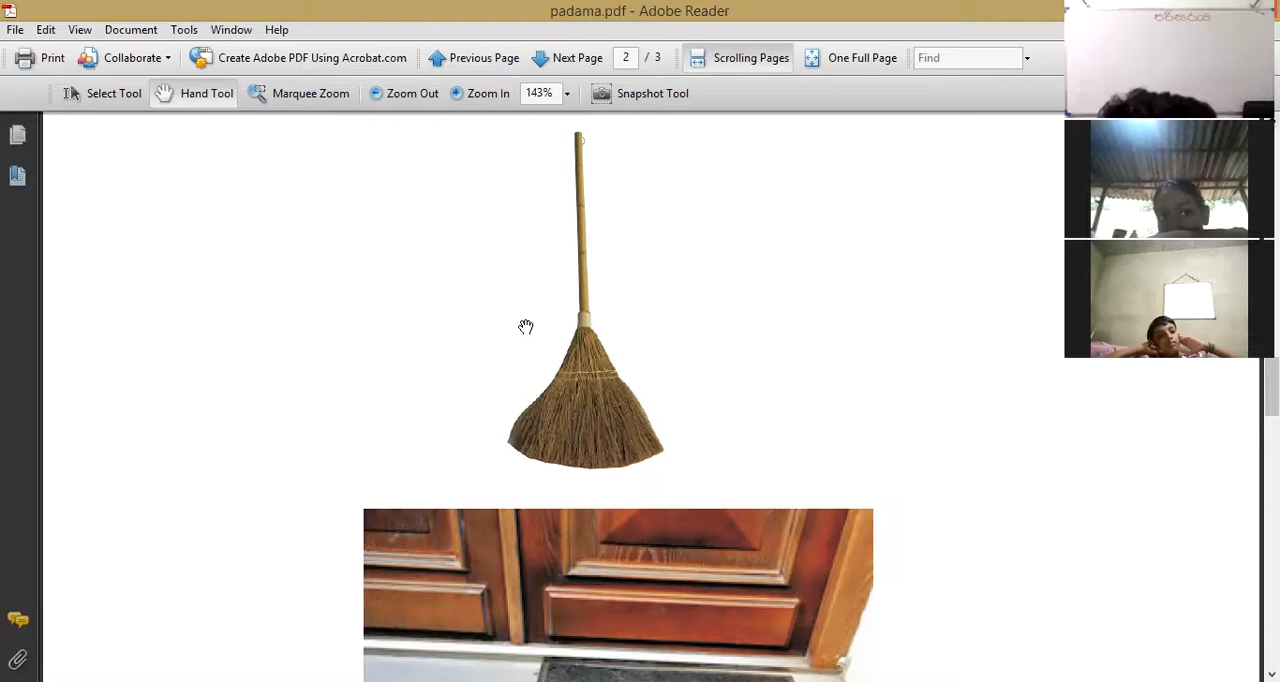 padama.pdf - Adobe Reader
File Edit View Document Tools Window Help
Print Collaborate Create Adobe PDF Using Acrobat.com Previous Page Next Page 2 / 3 Scrolling Pages One Full Page Find
Select Tool Hand Tool Marquee Zoom Zoom Out Zoom In 143% Snapshot Tool